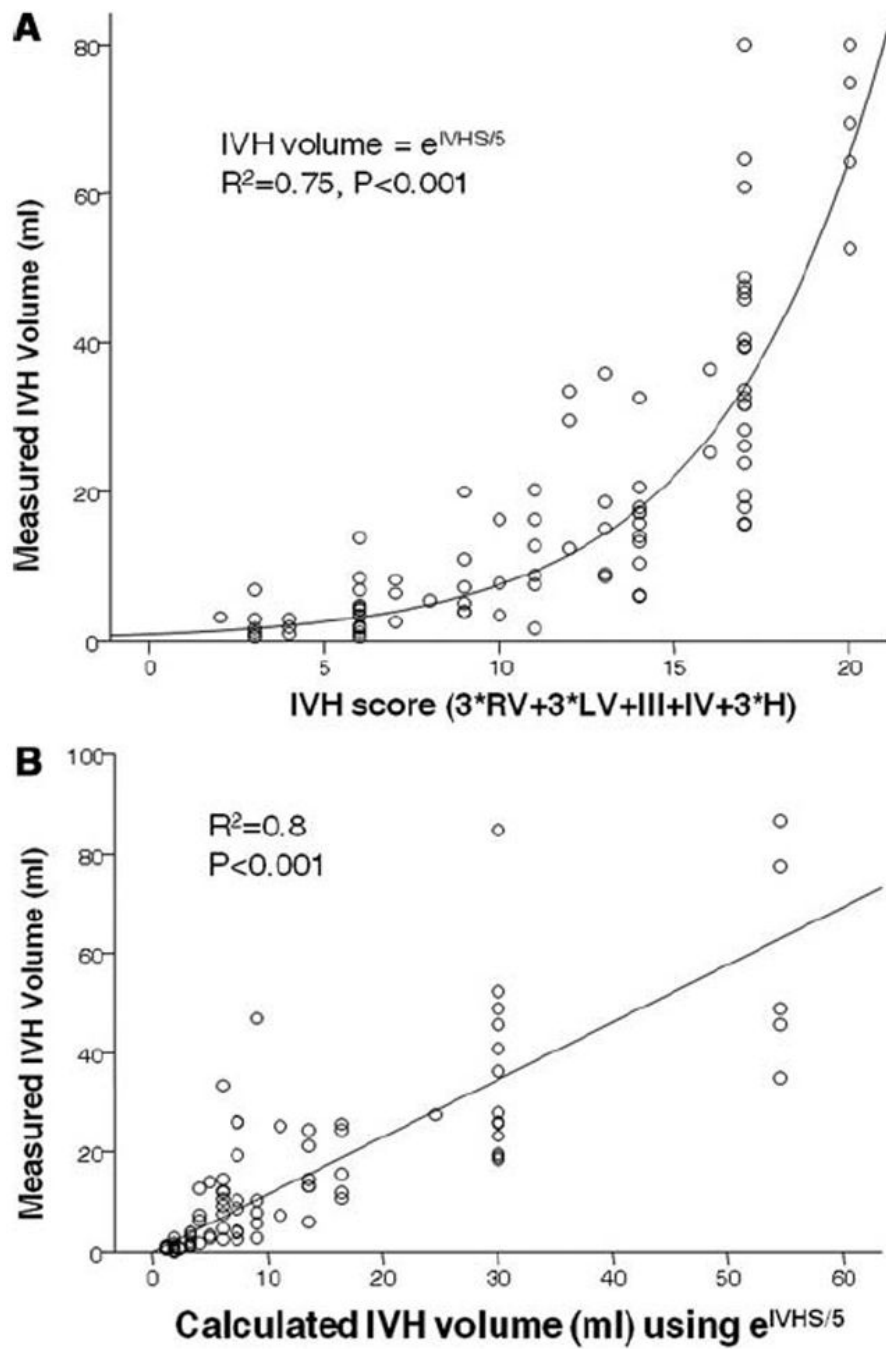 A
80
60
40
20
0
Measured IVH Volume (ml)
IVH volume = e^IVHS/5
R²=0.75, P<0.001
0 5 10 15 20
IVH score (3*RV+3*LV+III+IV+3*H)
B
100
80
60
40
20
0
Measured IVH Volume (ml)
R²=0.8
P<0.001
0 10 20 30 40 50 60
Calculated IVH volume (ml) using e^IVHS/5